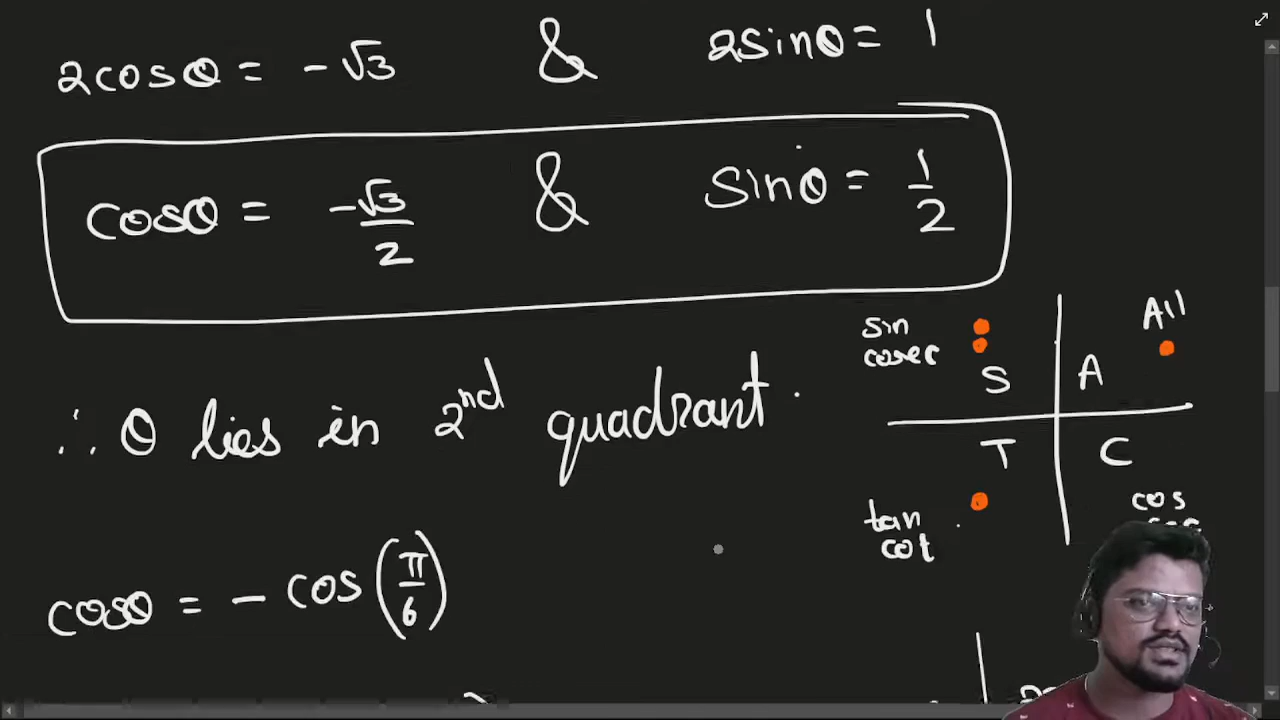 2cosθ = -√3 & 2sinθ = 1
cosθ = -√3/2 & sinθ = 1/2
∴ θ lies in 2nd quadrant.
cosθ = - cos(π/6)
sin
cosec
All
S A
T C
tan
cot
cos